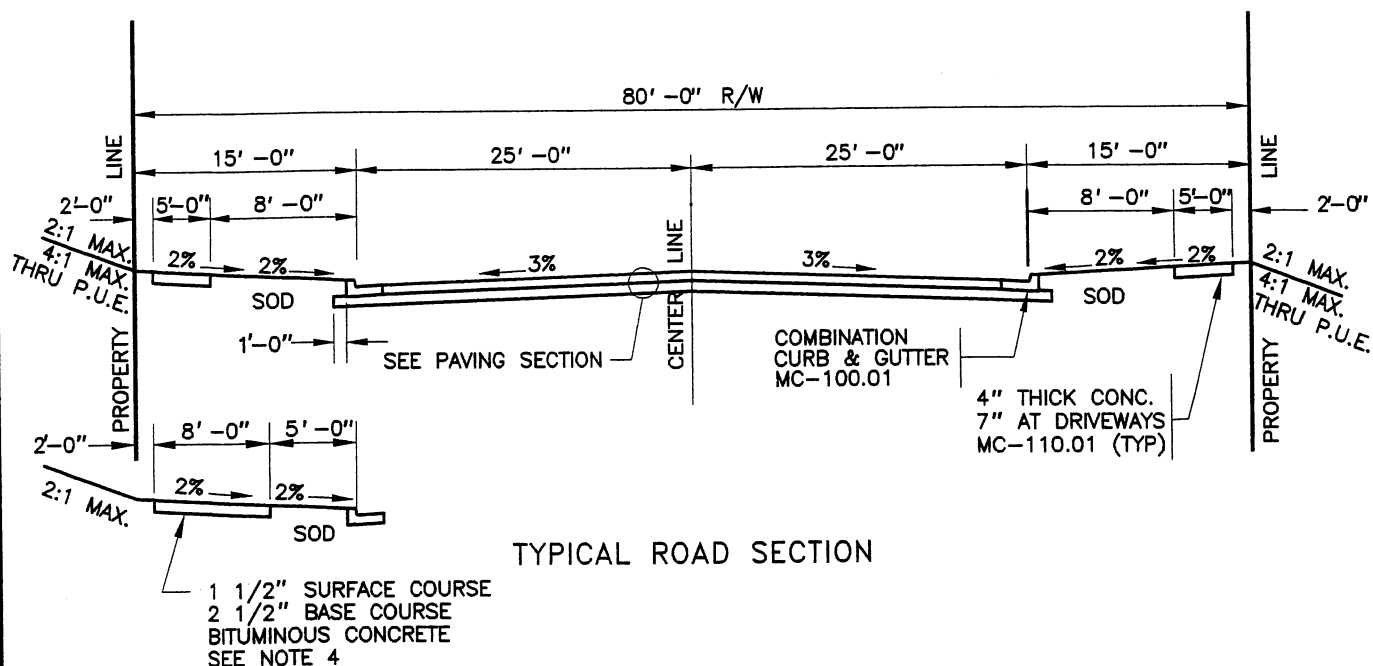 80'-0" R/W
LINE
LINE
15'-0"
25'-0"
25'-0"
15'-0"
2'-0"
5'-0"
8'-0"
8'-0"
5'-0"
2'-0"
2:1 MAX.
4:1 MAX.
THRU P.U.E.
2%
2%
3%
LINE
3%
2%
2%
2:1 MAX.
4:1 MAX.
THRU P.U.E.
SOD
SOD
1'-0"
SEE PAVING SECTION
CENTER
COMBINATION
CURB & GUTTER
MC-100.01
4" THICK CONC.
7" AT DRIVEWAYS
MC-110.01 (TYP)
PROPERTY
PROPERTY
2'-0"
8'-0"
5'-0"
2:1 MAX.
2%
2%
SOD
TYPICAL ROAD SECTION
1 1/2" SURFACE COURSE
2 1/2" BASE COURSE
BITUMINOUS CONCRETE
SEE NOTE 4